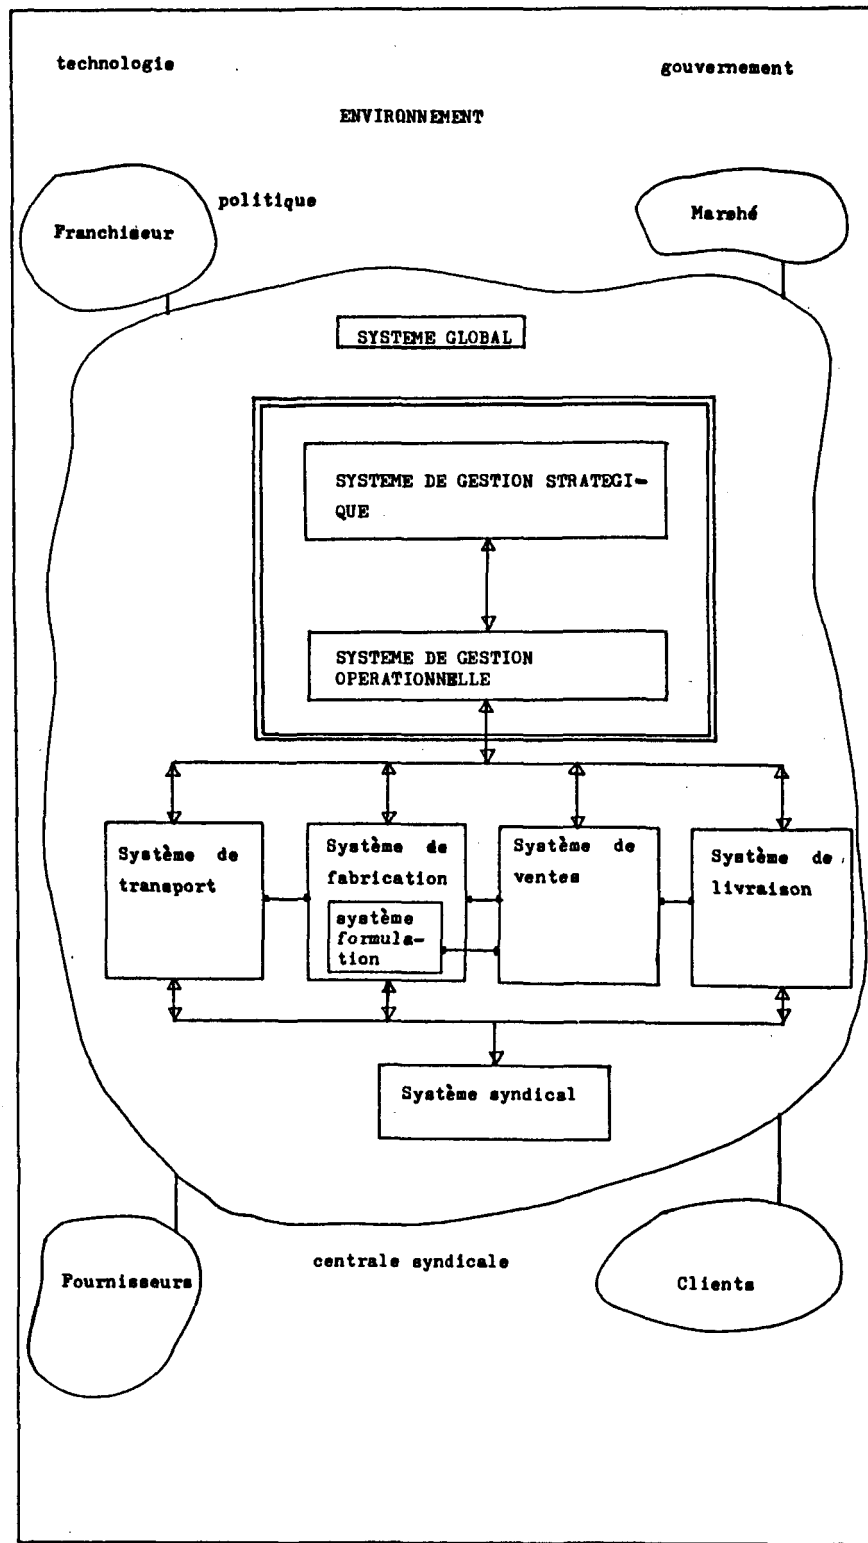 technologie
gouvernement
ENVIRONNEMENT
politique
Franchiseur
Marshé
SYSTEME GLOBAL
SYSTEME DE GESTION STRATEGI-
QUE
SYSTEME DE GESTION
OPERATIONNELLE
Système de
transport
Système de
fabrication
système
formula-
tion
Système de
ventes
Système de
livraison
Système syndical
centrale syndicale
Fournisseurs
Clients